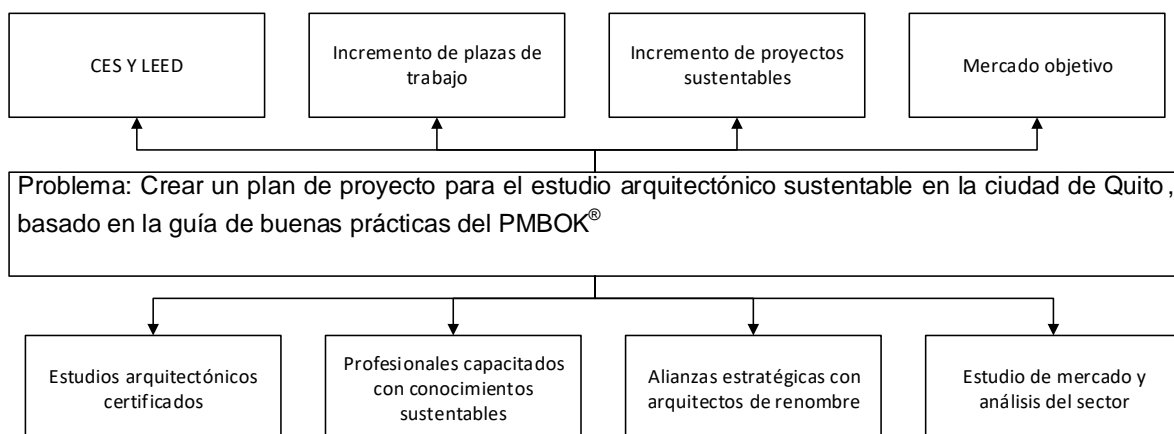 CES Y LEED
Incremento de plazas de
trabajo
Incremento de proyectos
sustentables
Mercado objetivo
Problema: Crear un plan de proyecto para el estudio arquitectónico sustentable en la ciudad de Quito,
basado en la guía de buenas prácticas del PMBOK®
Estudios arquitectónicos
certificados
Profesionales capacitados
con conocimientos
sustentables
Alianzas estratégicas con
arquitectos de renombre
Estudio de mercado y
análisis del sector